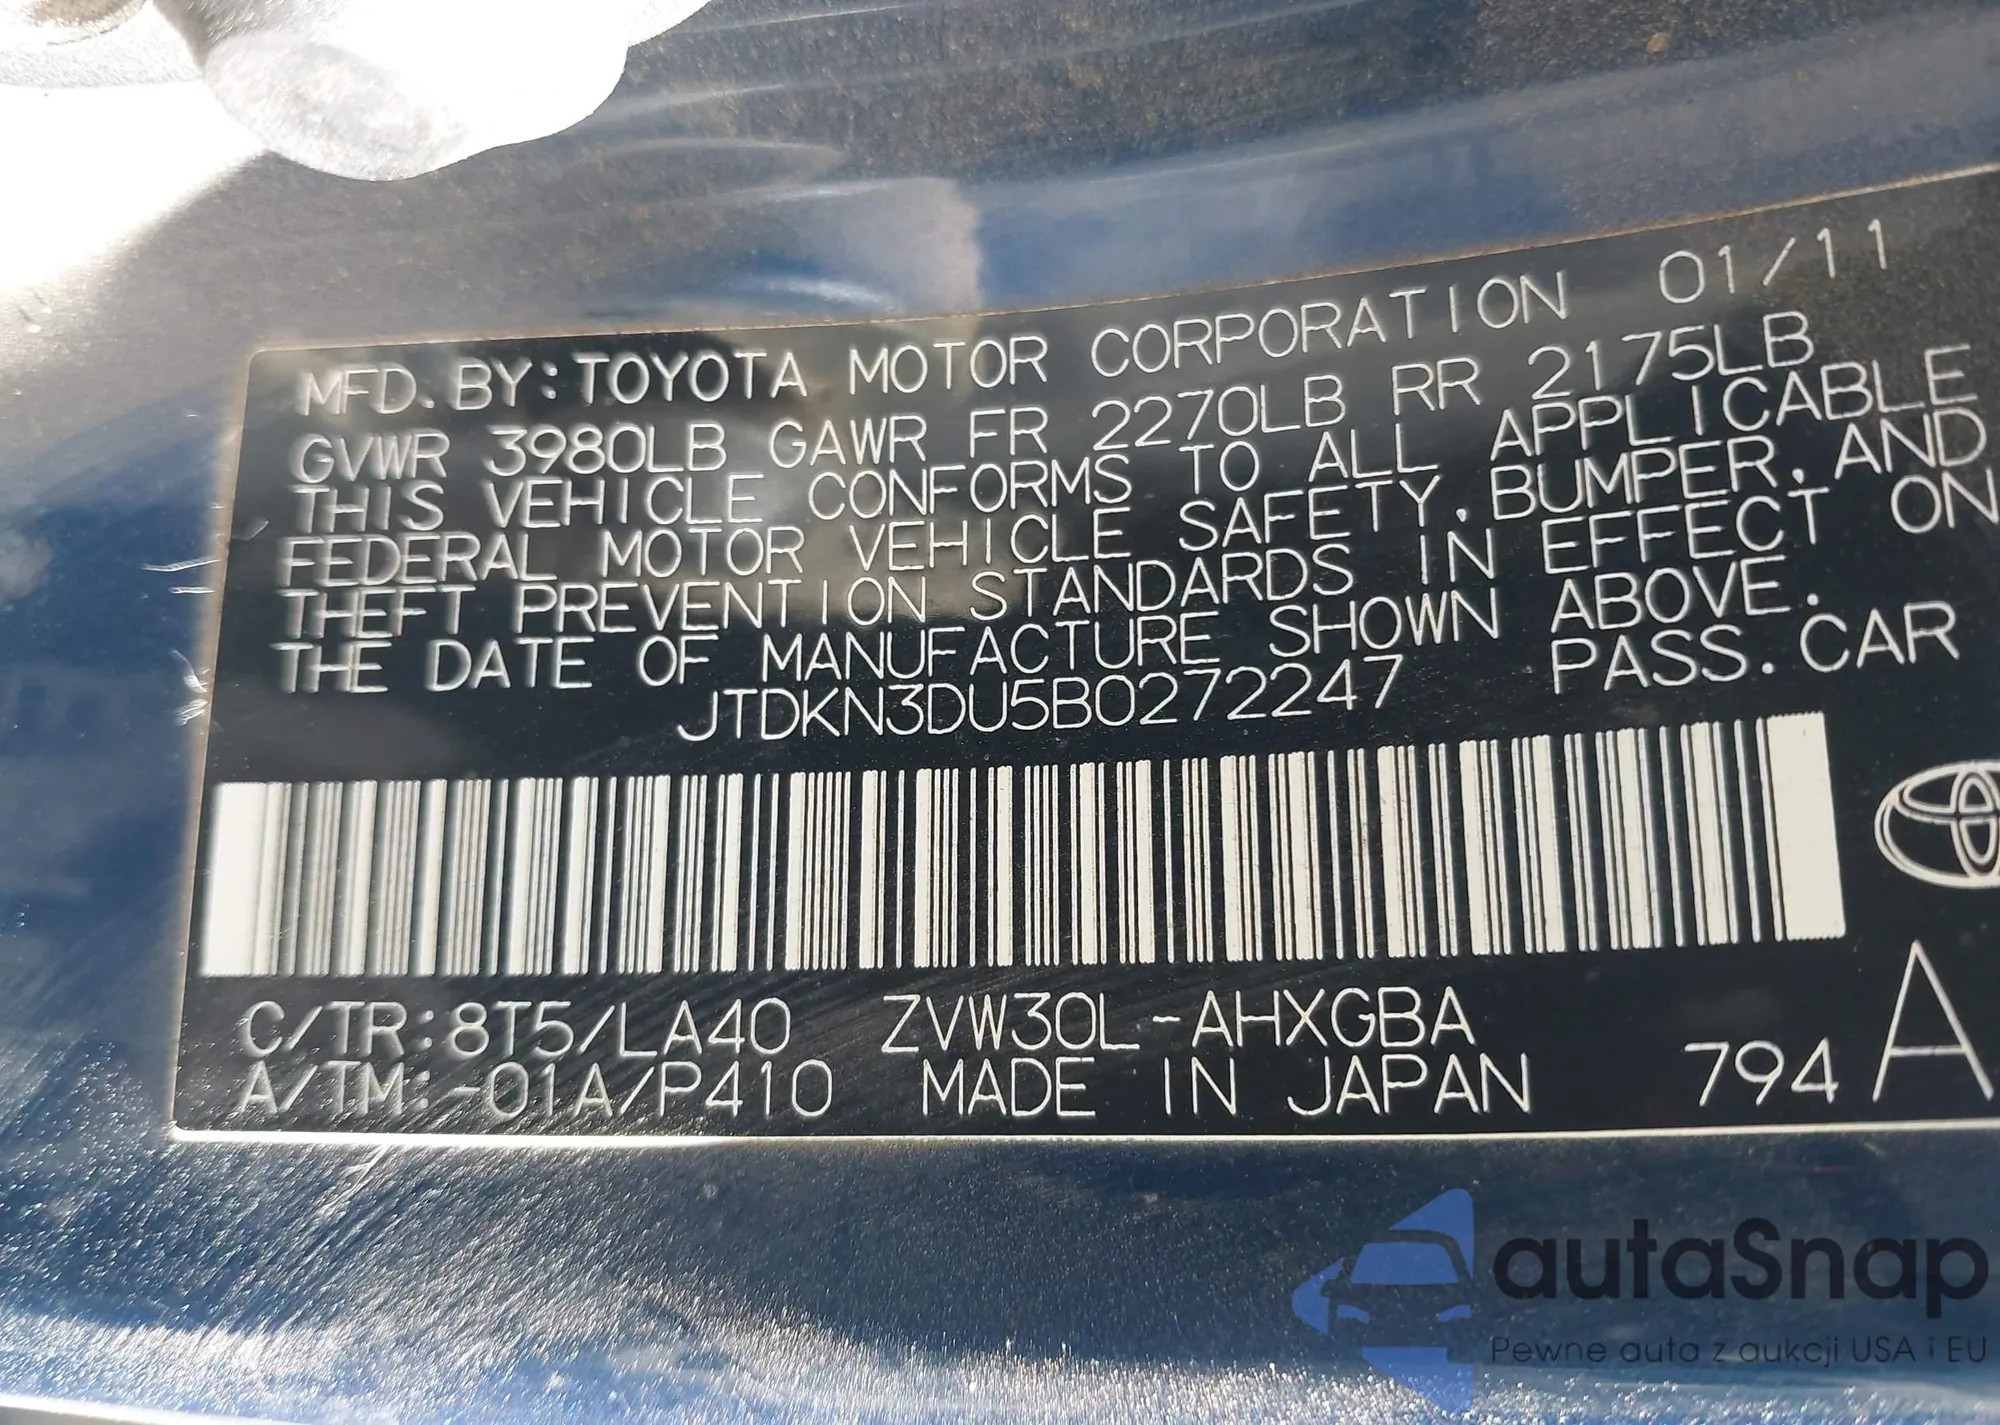 MFD. BY: TOYOTA MOTOR CORPORATION 01/11
GVWR 3980LB GAWR FR 2270LB RR 2175LB
THIS VEHICLE CONFORMS TO ALL APPLICABLE
FEDERAL MOTOR VEHICLE SAFETY, BUMPER, AND
THEFT PREVENTION STANDARDS IN EFFECT ON
THE DATE OF MANUFACTURE SHOWN ABOVE.
JTDKN3DU5B0272247 PASS. CAR
C/TR:8T5/LA40 ZVW30L-AHXGBA
A/TM:-01A/P410 MADE IN JAPAN 794 A
autaSnap
Pewne auta z aukcji USA i EU